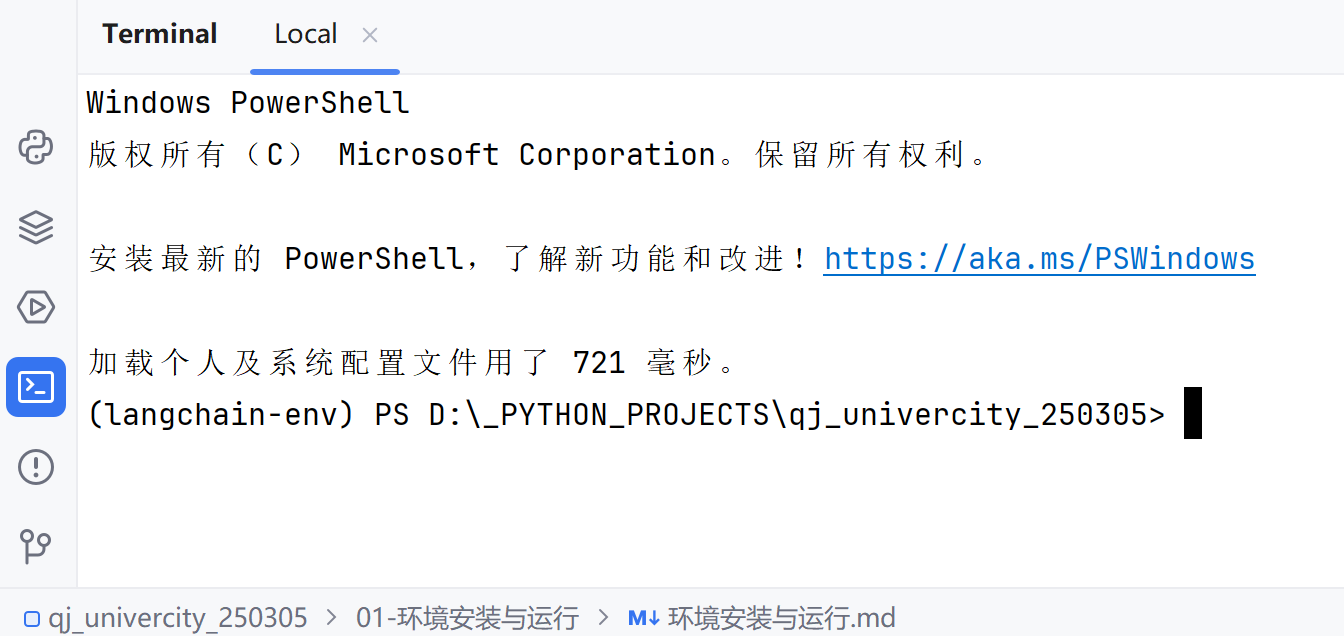 Terminal Local ×
Windows PowerShell
版权所有（C） Microsoft Corporation。保留所有权利。
安装最新的 PowerShell，了解新功能和改进！https://aka.ms/PSWindows
加载个人及系统配置文件用了 721 毫秒。
(langchain-env) PS D:\_PYTHON_PROJECTS\qj_univercity_250305>
qj_univercity_250305 > 01-环境安装与运行 > M↓ 环境安装与运行.md